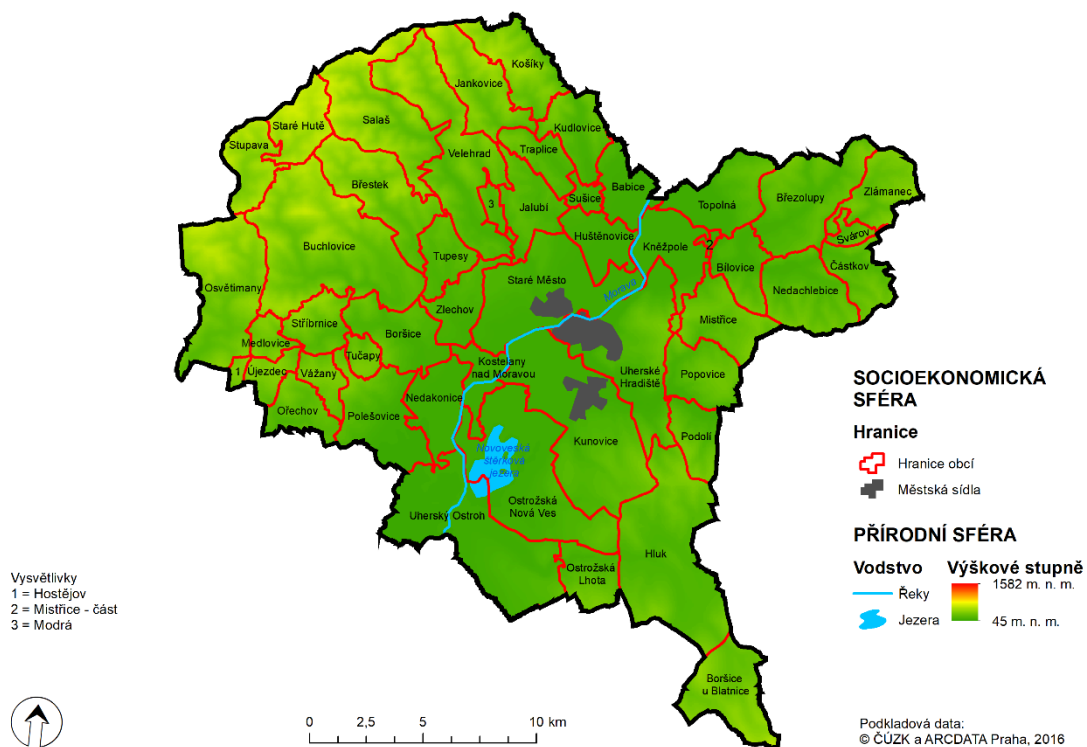 Košíky
Jankovice
Salaš
Staré Hutě
Stupava
Kudlovice
Traplice
Velehrad
Břestek
Babice
Sušice
3
Jalubí
Topolná
Březolupy
Zlámanec
Svárov
Buchlovice
Huštěnovice
Kněžpole
2
Bílovice
Částkov
Tupesy
Staré Město
Morava
Nedachlebice
Osvětimany
Zlechov
Mistřice
Stříbrnice
Boršice
Medlovice
Tučapy
Kostelany
nad Moravou
Uherské
Hradiště
Popovice
1
Újezdec
Vážany
Nedakonice
Ořechov
Polešovice
Kunovice
Podolí
Novoveská
štěrková
jezera
Ostrožská
Nová Ves
Uherský Ostroh
Hluk
Ostrožská
Lhota
Boršice
u Blatnice
SOCIOEKONOMICKÁ
SFÉRA
Hranice
Hranice obcí
Městská sídla
PŘÍRODNÍ SFÉRA
Vodstvo Výškové stupně
Řeky
Jezera
1582 m. n. m.
45 m. n. m.
Vysvětlivky
1 = Hostějov
2 = Mistřice - část
3 = Modrá
0 2,5 5 10 km
Podkladová data:
© ČÚZK a ARCDATA Praha, 2016